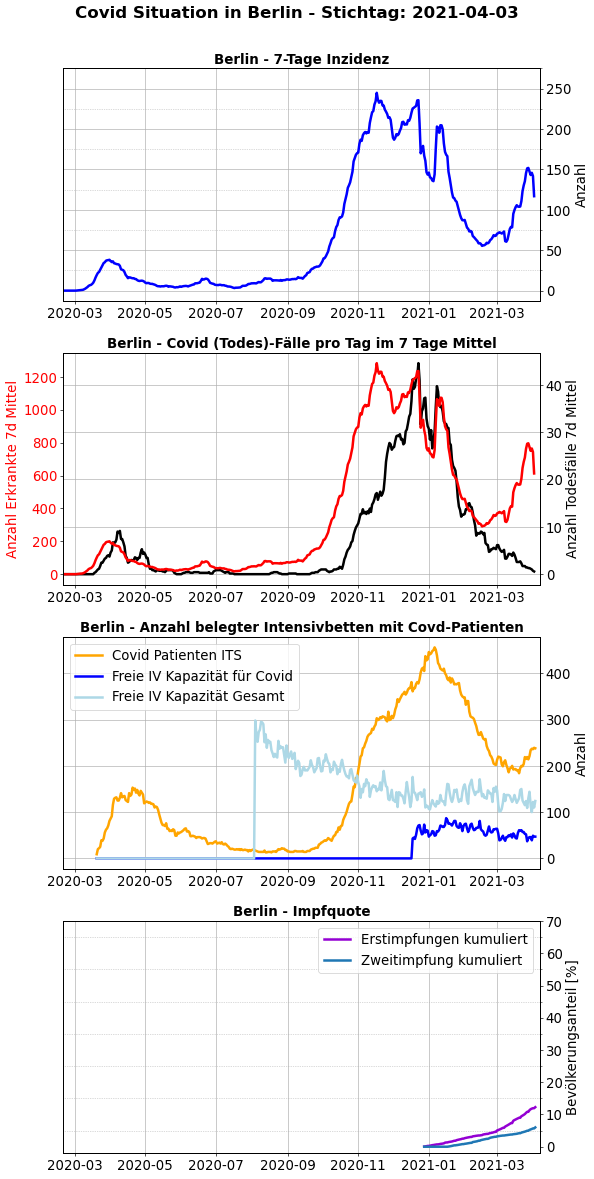 Covid Situation in Berlin - Stichtag: 2021-04-03
Berlin - 7-Tage Inzidenz
250
200
150
100
50
0
Anzahl
2020-03 2020-05 2020-07 2020-09 2020-11 2021-01 2021-03
Berlin - Covid (Todes)-Fälle pro Tag im 7 Tage Mittel
Anzahl Erkrankte 7d Mittel
1200
1000
800
600
400
200
0
40
30
20
10
0
Anzahl Todesfälle 7d Mittel
2020-03 2020-05 2020-07 2020-09 2020-11 2021-01 2021-03
Berlin - Anzahl belegter Intensivbetten mit Covd-Patienten
Covid Patienten ITS
Freie IV Kapazität für Covid
Freie IV Kapazität Gesamt
400
300
200
100
0
Anzahl
2020-03 2020-05 2020-07 2020-09 2020-11 2021-01 2021-03
Berlin - Impfquote
Erstimpfungen kumuliert
Zweitimpfung kumuliert
70
60
50
40
30
20
10
0
Bevölkerungsanteil [%]
2020-03 2020-05 2020-07 2020-09 2020-11 2021-01 2021-03